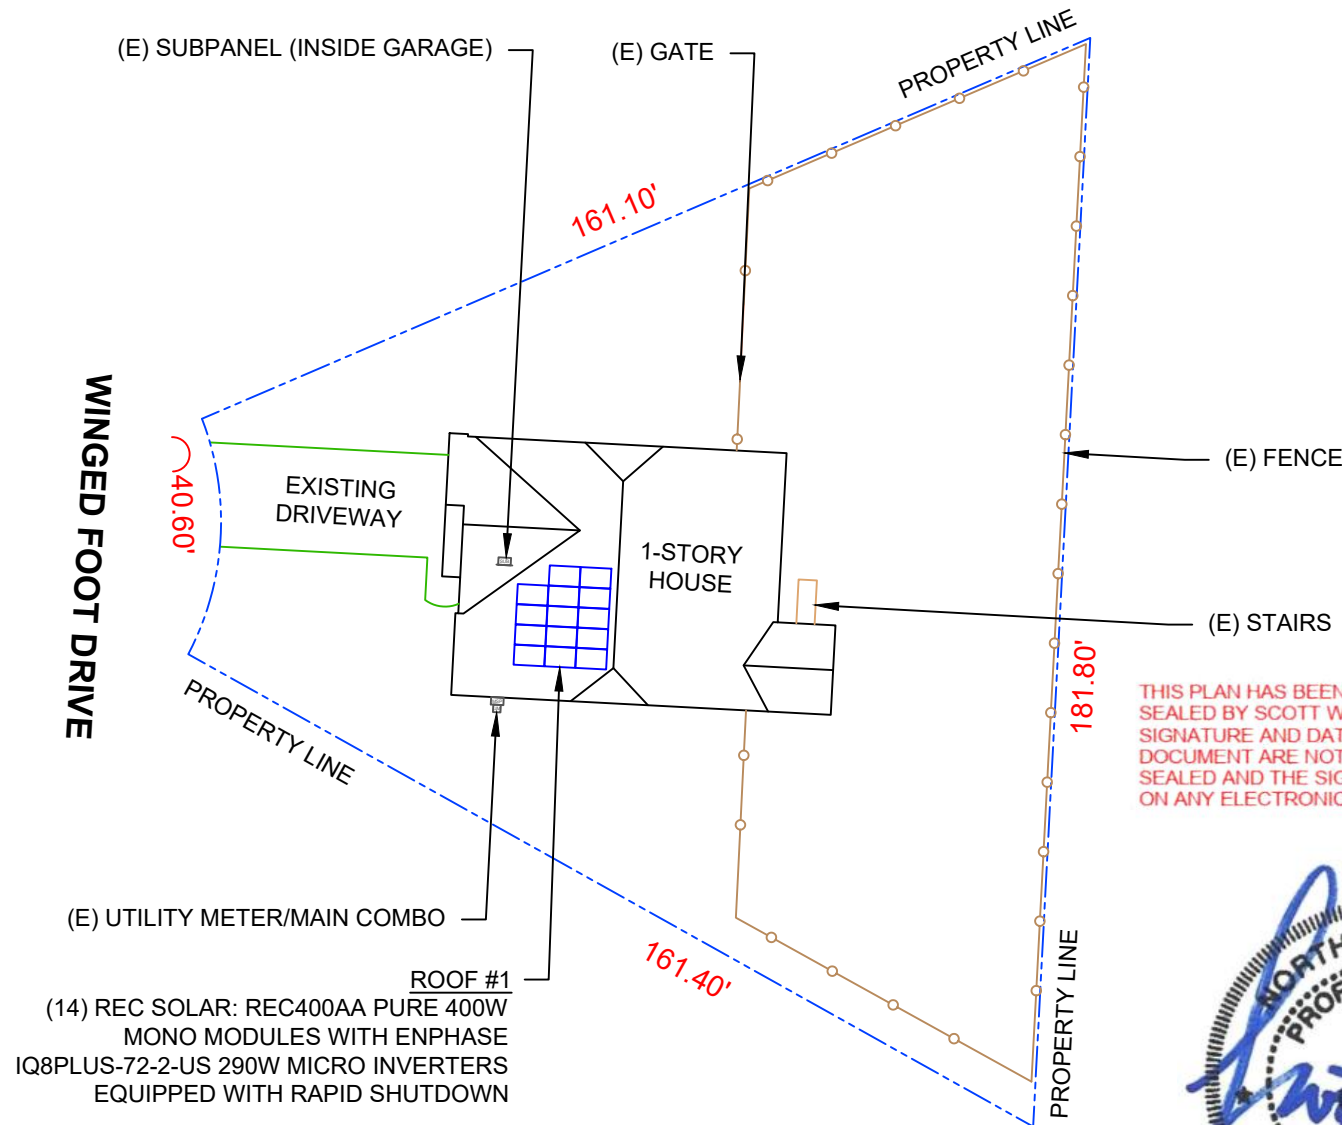 (E) SUBPANEL (INSIDE GARAGE)
(E) GATE
PROPERTY LINE
161.10'
WINGED FOOT DRIVE
40.60'
EXISTING
DRIVEWAY
1-STORY
HOUSE
(E) FENCE
(E) STAIRS
181.80'
PROPERTY LINE
THIS PLAN HAS BEEN
SEALED BY SCOTT W
SIGNATURE AND DAT
DOCUMENT ARE NOT
SEALED AND THE SIG
ON ANY ELECTRONIC
(E) UTILITY METER/MAIN COMBO
161.40'
PROPERTY LINE
ROOF #1
(14) REC SOLAR: REC400AA PURE 400W
MONO MODULES WITH ENPHASE
IQ8PLUS-72-2-US 290W MICRO INVERTERS
EQUIPPED WITH RAPID SHUTDOWN
NORTH
PROF